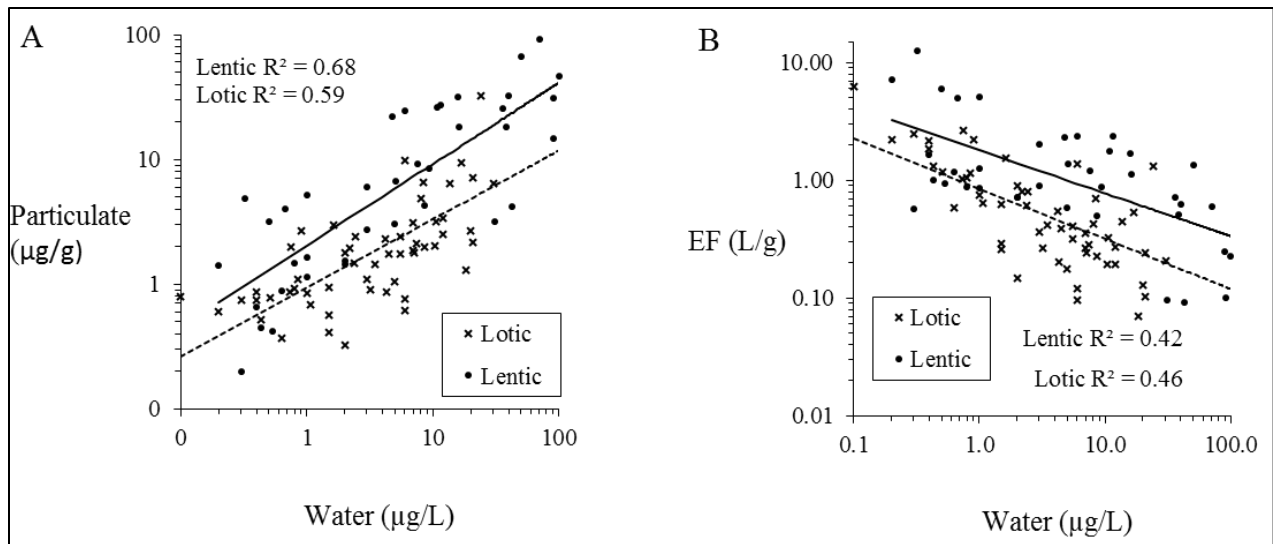 A
Lentic R² = 0.68
Lotic R² = 0.59
Particulate
(µg/g)
100
10
1
0
0
1
10
100
Water (µg/L)
Lotic
Lentic
B
EF (L/g)
10.00
1.00
0.10
0.01
0.1
1.0
10.0
100.0
Water (µg/L)
Lotic
Lentic
Lentic R² = 0.42
Lotic R² = 0.46